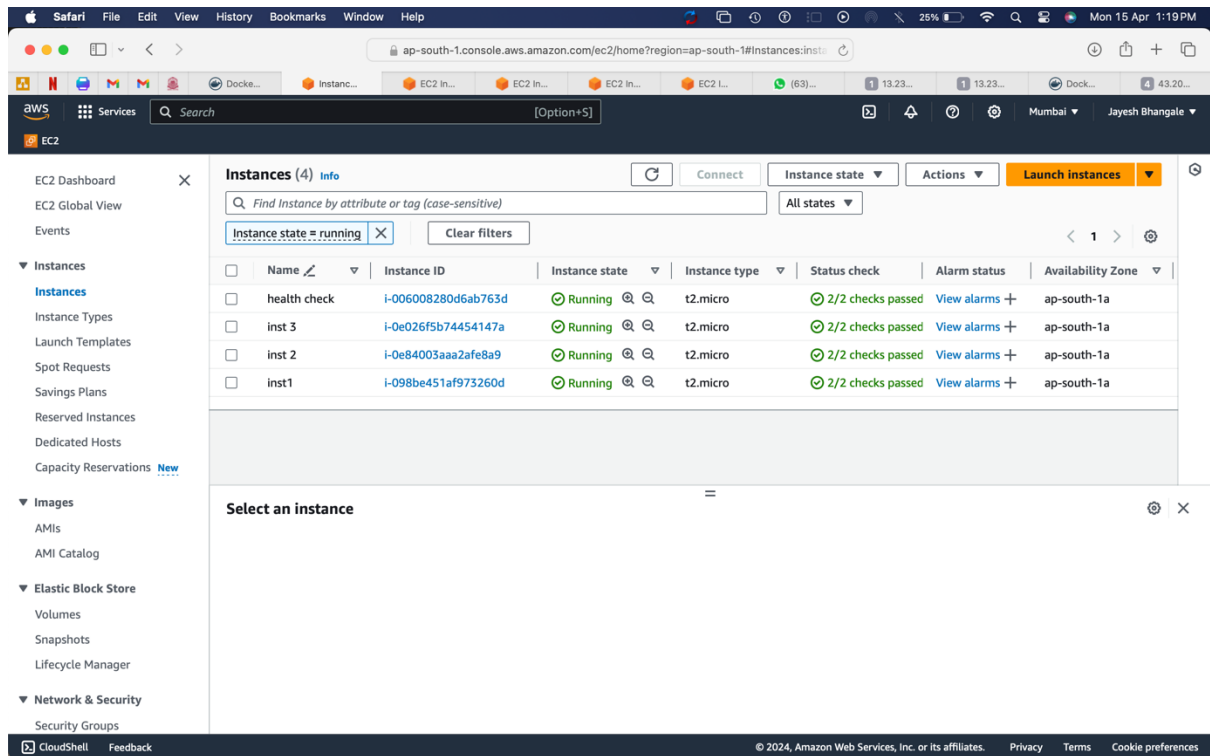 Safari File Edit View History Bookmarks Window Help 25% Mon 15 Apr 1:19 PM
ap-south-1.console.aws.amazon.com/ec2/home?region=ap-south-1#Instances:insta
Docke... Instanc... EC2 In... EC2 In... EC2 In... EC2 I... (63)... 1 13.23... 1 13.23... Dock... 4 43.20...
aws Services Search [Option+S] Mumbai Jayesh Bhangale
EC2
EC2 Dashboard
EC2 Global View
Events
Instances
Instances
Instance Types
Launch Templates
Spot Requests
Savings Plans
Reserved Instances
Dedicated Hosts
Capacity Reservations New
Images
AMIs
AMI Catalog
Elastic Block Store
Volumes
Snapshots
Lifecycle Manager
Network & Security
Security Groups
Instances (4) Info Connect Instance state Actions Launch instances
Find Instance by attribute or tag (case-sensitive) All states
Instance state = running Clear filters 1
Name Instance ID Instance state Instance type Status check Alarm status Availability Zone
health check i-006008280d6ab763d Running t2.micro 2/2 checks passed View alarms + ap-south-1a
inst 3 i-0e026f5b74454147a Running t2.micro 2/2 checks passed View alarms + ap-south-1a
inst 2 i-0e84003aaa2afe8a9 Running t2.micro 2/2 checks passed View alarms + ap-south-1a
inst1 i-098be451af973260d Running t2.micro 2/2 checks passed View alarms + ap-south-1a
Select an instance
CloudShell Feedback © 2024, Amazon Web Services, Inc. or its affiliates. Privacy Terms Cookie preferences